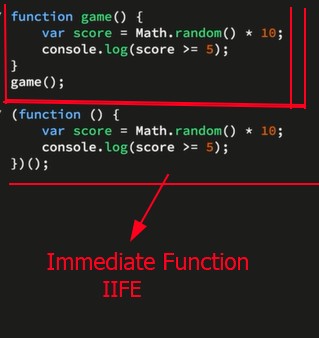 function game() {
    var score = Math.random() * 10;
    console.log(score >= 5);
}
game();
(function () {
    var score = Math.random() * 10;
    console.log(score >= 5);
})();
Immediate Function
IIFE